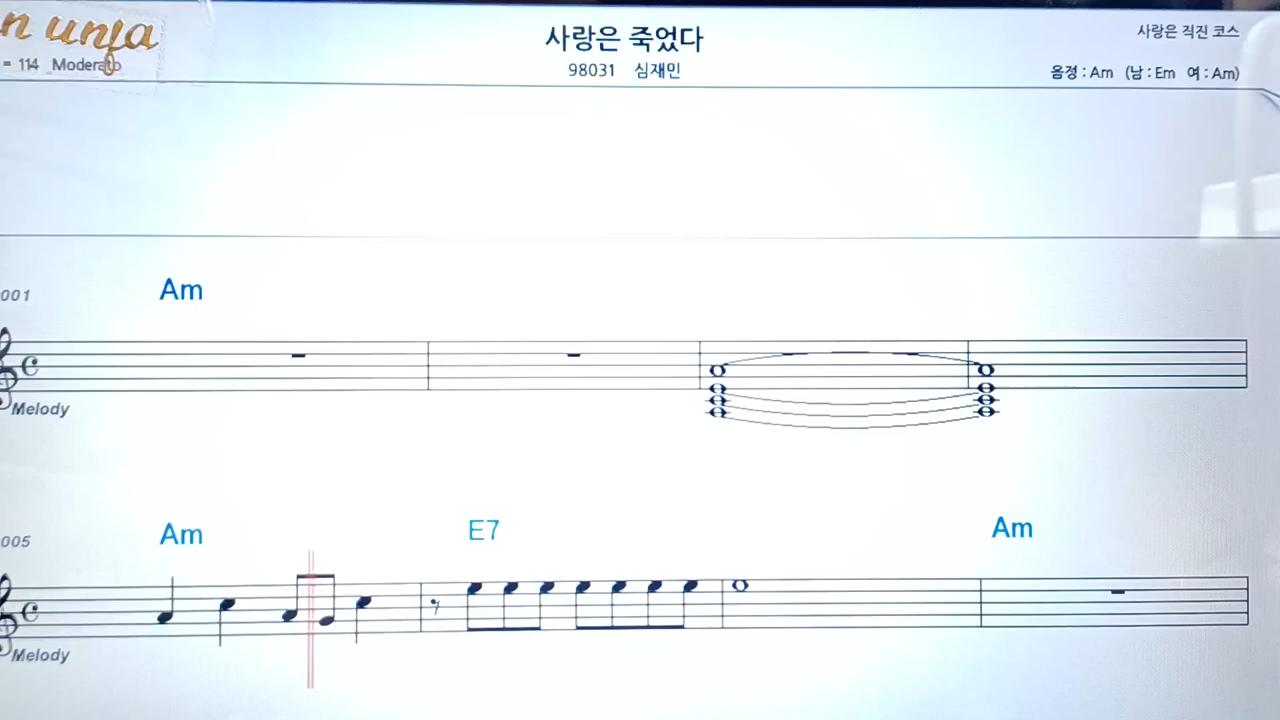 사랑은 죽었다
사랑은 직진 코스
= 114 Moderato
98031 심재민
음정 : Am (남 : Em 여 : Am)
001
Am
Melody
005
Am
E7
Am
Melody